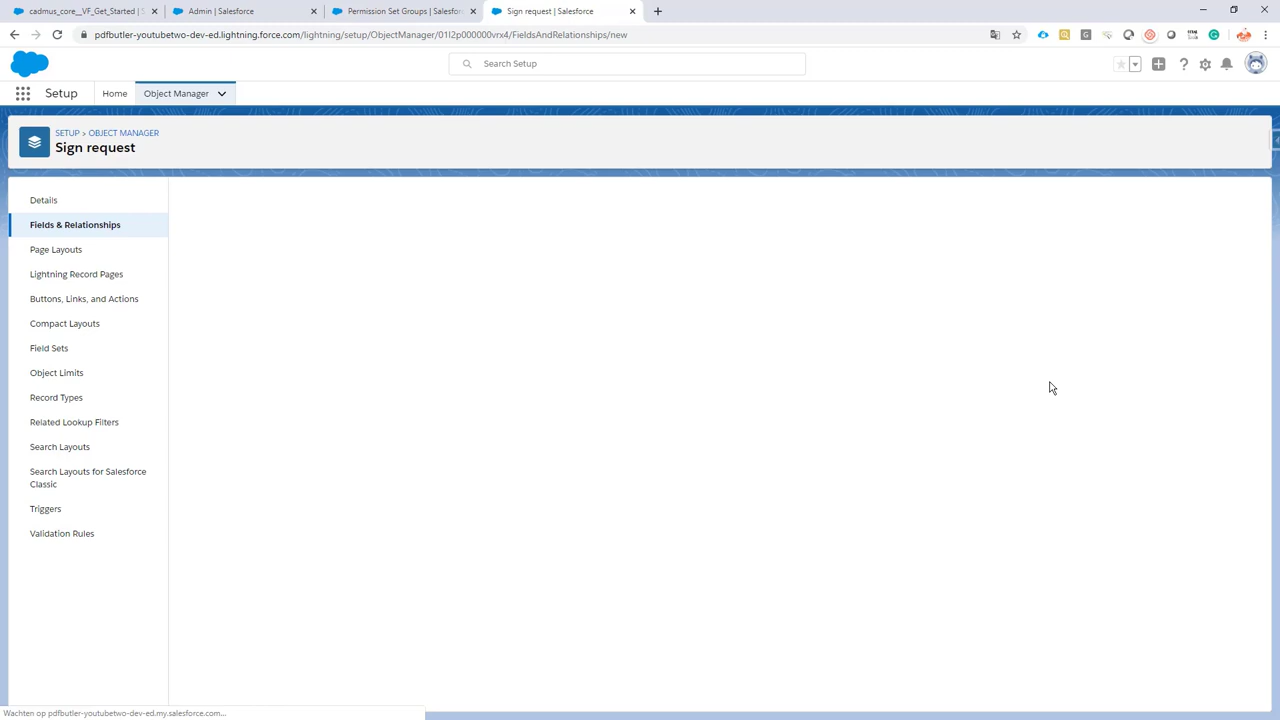 cadmus_core__VF_Get_Started | S
Admin | Salesforce
Permission Set Groups | Salesforc
Sign request | Salesforce
pdfbutler-youtubetwo-dev-ed.lightning.force.com/lightning/setup/ObjectManager/01I2p000000vrx4/FieldsAndRelationships/new
Search Setup
Setup
Home
Object Manager
SETUP > OBJECT MANAGER
Sign request
Details
Fields & Relationships
Page Layouts
Lightning Record Pages
Buttons, Links, and Actions
Compact Layouts
Field Sets
Object Limits
Record Types
Related Lookup Filters
Search Layouts
Search Layouts for Salesforce
Classic
Triggers
Validation Rules
Wachten op pdfbutler-youtubetwo-dev-ed.my.salesforce.com...